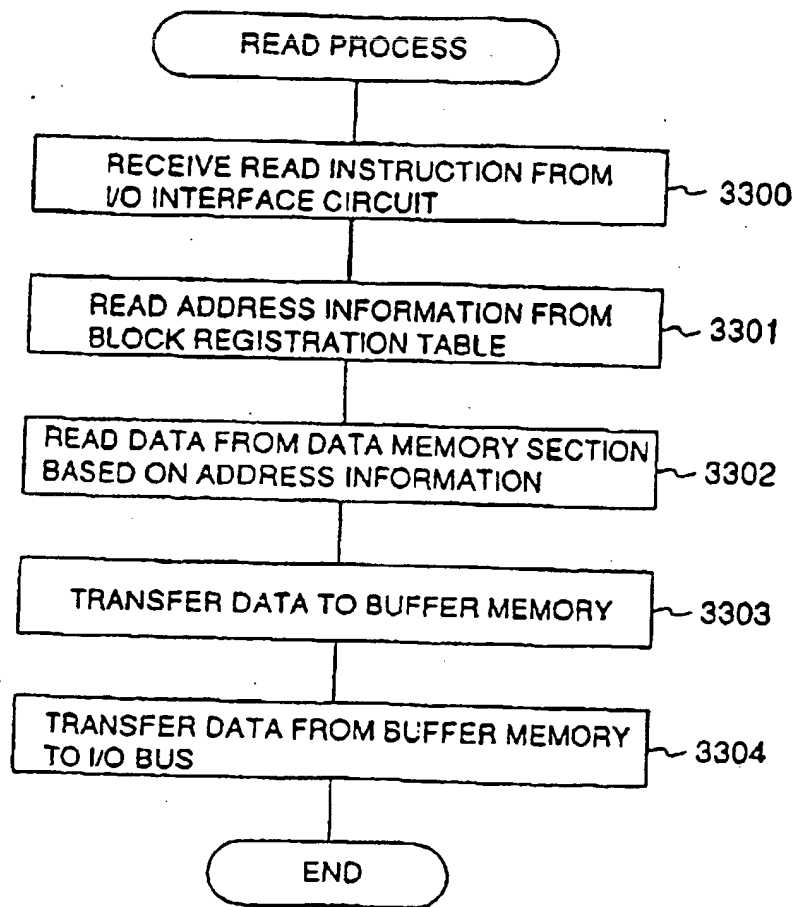 READ PROCESS
RECEIVE READ INSTRUCTION FROM
I/O INTERFACE CIRCUIT
3300
READ ADDRESS INFORMATION FROM
BLOCK REGISTRATION TABLE
3301
READ DATA FROM DATA MEMORY SECTION
BASED ON ADDRESS INFORMATION
3302
TRANSFER DATA TO BUFFER MEMORY
3303
TRANSFER DATA FROM BUFFER MEMORY
TO I/O BUS
3304
END